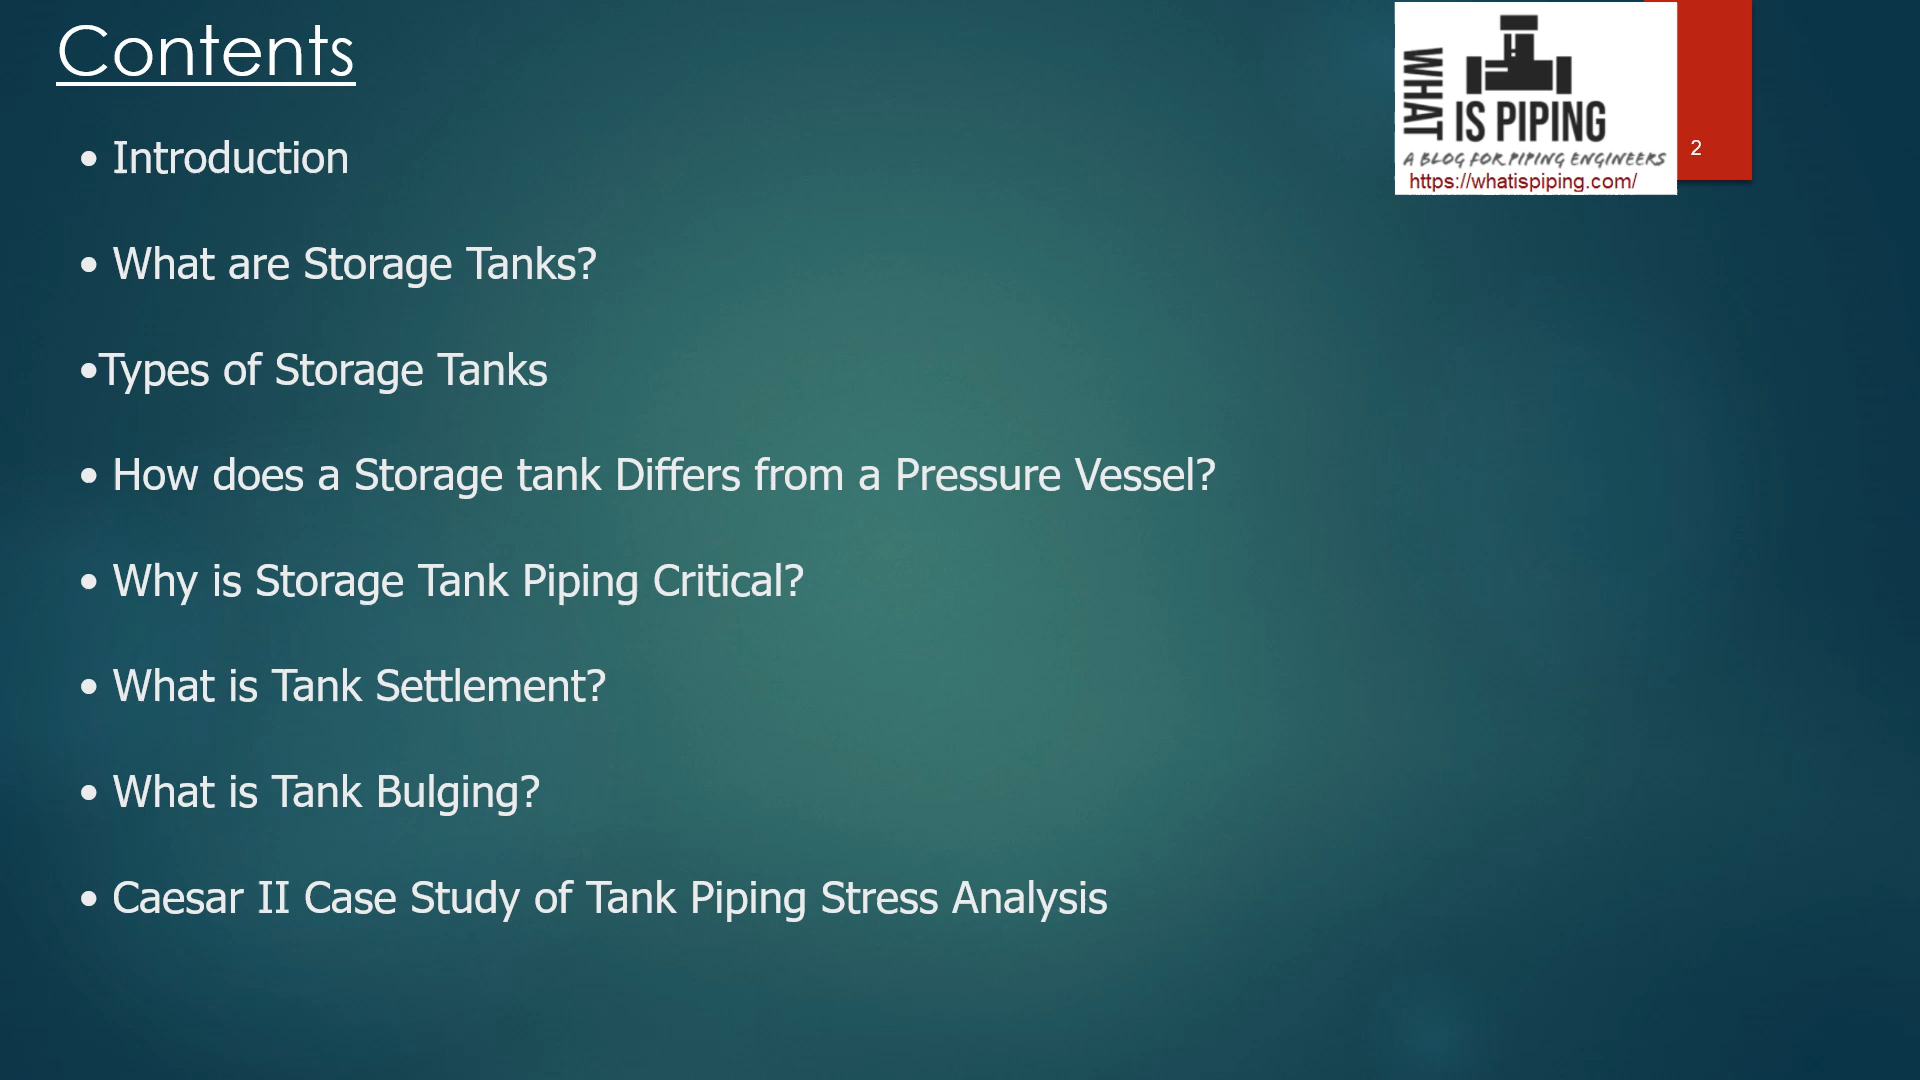 Contents
WHAT
IS PIPING
A BLOG FOR PIPING ENGINEERS
https://whatispiping.com/
2
• Introduction
• What are Storage Tanks?
•Types of Storage Tanks
• How does a Storage tank Differs from a Pressure Vessel?
• Why is Storage Tank Piping Critical?
• What is Tank Settlement?
• What is Tank Bulging?
• Caesar II Case Study of Tank Piping Stress Analysis